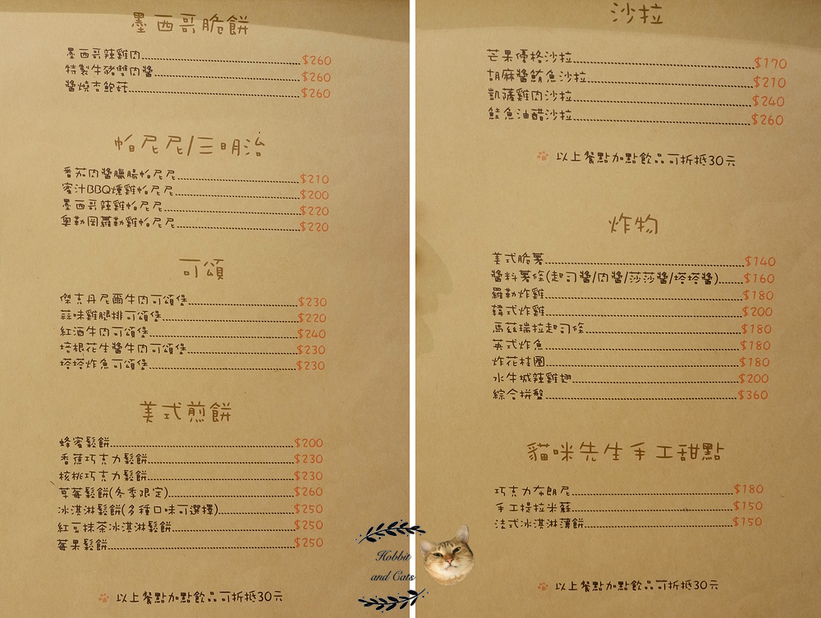 墨西哥脆餅
墨西哥辣雞肉 $260
特製牛豬雙肉醬 $260
醬燒杏鮑菇 $260
帕尼尼/三明治
番茄肉醬臘腸帕尼尼 $210
蜜汁BBQ燻雞帕尼尼 $200
墨西哥辣雞帕尼尼 $220
奧勒岡蘿勒雞帕尼尼 $220
可頌
傑克丹尼爾牛肉可頌堡 $230
蒜味雞腿排可頌堡 $220
紅酒牛肉可頌堡 $240
培根花生醬牛肉可頌堡 $230
塔塔炸魚可頌堡 $230
美式煎餅
蜂蜜鬆餅 $200
香蕉巧克力鬆餅 $230
核桃巧克力鬆餅 $230
草莓鬆餅(冬季限定) $260
冰淇淋鬆餅(多種口味可選擇) $250
紅豆抹茶冰淇淋鬆餅 $250
莓果鬆餅 $250
以上餐點加點飲品可折抵30元
沙拉
芒果優格沙拉 $170
胡麻醬鮪魚沙拉 $210
凱薩雞肉沙拉 $240
鮭魚油醋沙拉 $260
以上餐點加點飲品可折抵30元
炸物
美式脆薯 $140
醬料薯條(起司醬/肉醬/莎莎醬/塔塔醬) $160
蘿勒炸雞 $180
韓式炸雞 $200
馬茲瑞拉起司條 $180
英式炸魚 $180
炸花枝圈 $180
水牛城辣雞翅 $200
綜合拼盤 $360
貓咪先生手工甜點
巧克力布朗尼 $180
手工提拉米蘇 $150
法式冰淇淋薄餅 $150
以上餐點加點飲品可折抵30元
Hobbit
and Cats